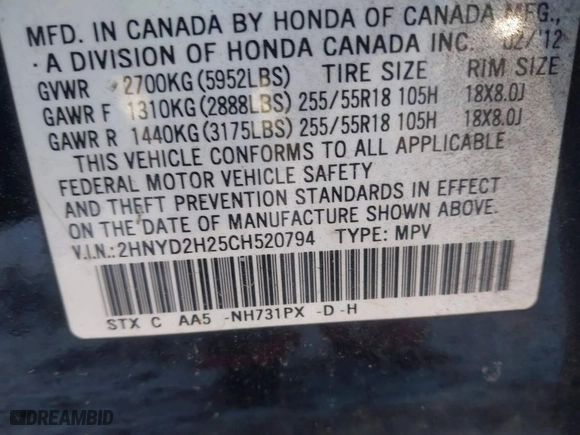 MFD. IN CANADA BY HONDA OF CANADA MFG.,
A DIVISION OF HONDA CANADA INC. 02/'12
GVWR 2700KG(5952LBS) TIRE SIZE RIM SIZE
GAWR F 1310KG(2888LBS) 255/55R18 105H 18X8.0J
GAWR R 1440KG(3175LBS) 255/55R18 105H 18X8.0J
THIS VEHICLE CONFORMS TO ALL APPLICABLE
FEDERAL MOTOR VEHICLE SAFETY
AND THEFT PREVENTION STANDARDS IN EFFECT
ON THE DATE OF MANUFACTURE SHOWN ABOVE.
V.I.N.:2HNYD2H25CH520794 TYPE: MPV
STX C AA5 -NH731PX -D -H
DREAMBID